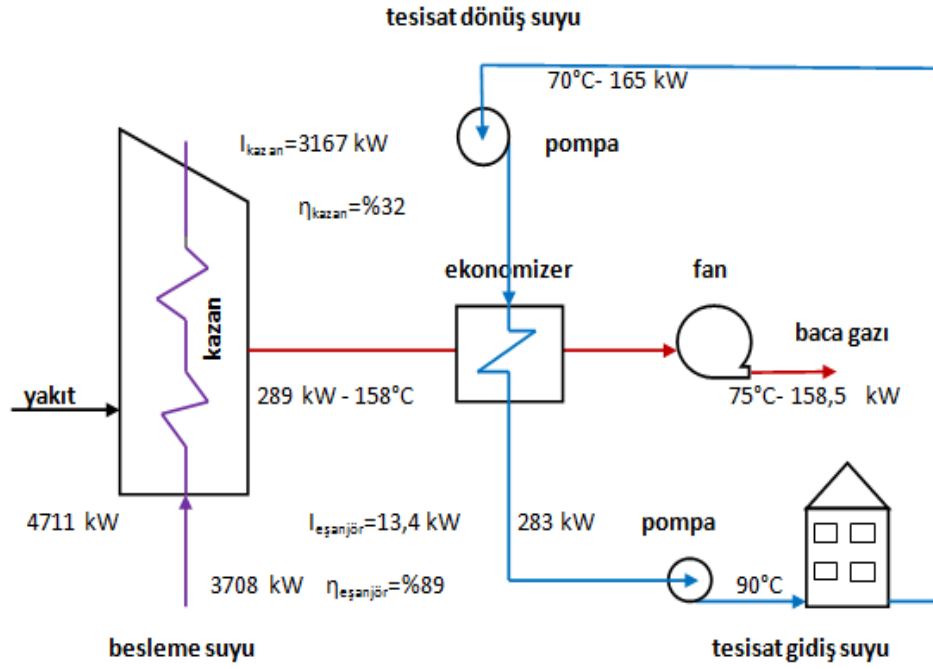 tesisat dönüş suyu
70°C- 165 kW
I kazan=3167 kW
pompa
ηkazan=%32
ekonomizer
fan
kazan
baca gazı
yakıt
289 kW - 158°C
75°C- 158,5 kW
4711 kW
I eşanjör=13,4 kW
283 kW
pompa
3708 kW
ηeşanjör=%89
90°C
besleme suyu
tesisat gidiş suyu